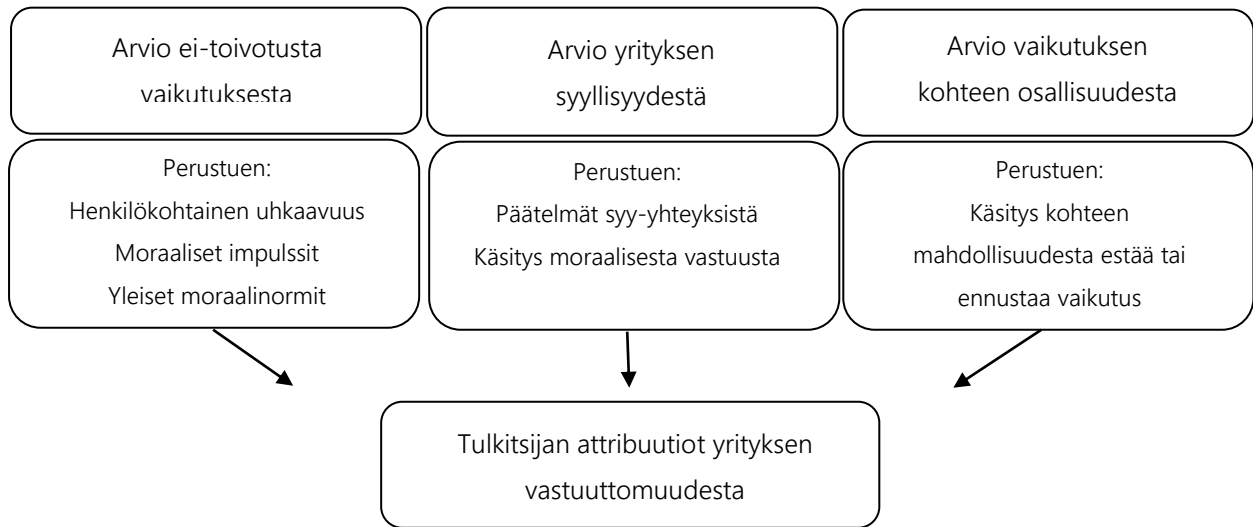 Arvio ei-toivotusta
vaikutuksesta
Perustuen:
Henkilökohtainen uhkaavuus
Moraaliset impulssit
Yleiset moraalinormit
Arvio yrityksen
syyllisyydestä
Perustuen:
Päätelmät syy-yhteyksistä
Käsitys moraalisesta vastuusta
Arvio vaikutuksen
kohteen osallisuudesta
Perustuen:
Käsitys kohteen
mahdollisuudesta estää tai
ennustaa vaikutus
Tulkitsijan attribuutiot yrityksen
vastuuttomuudesta